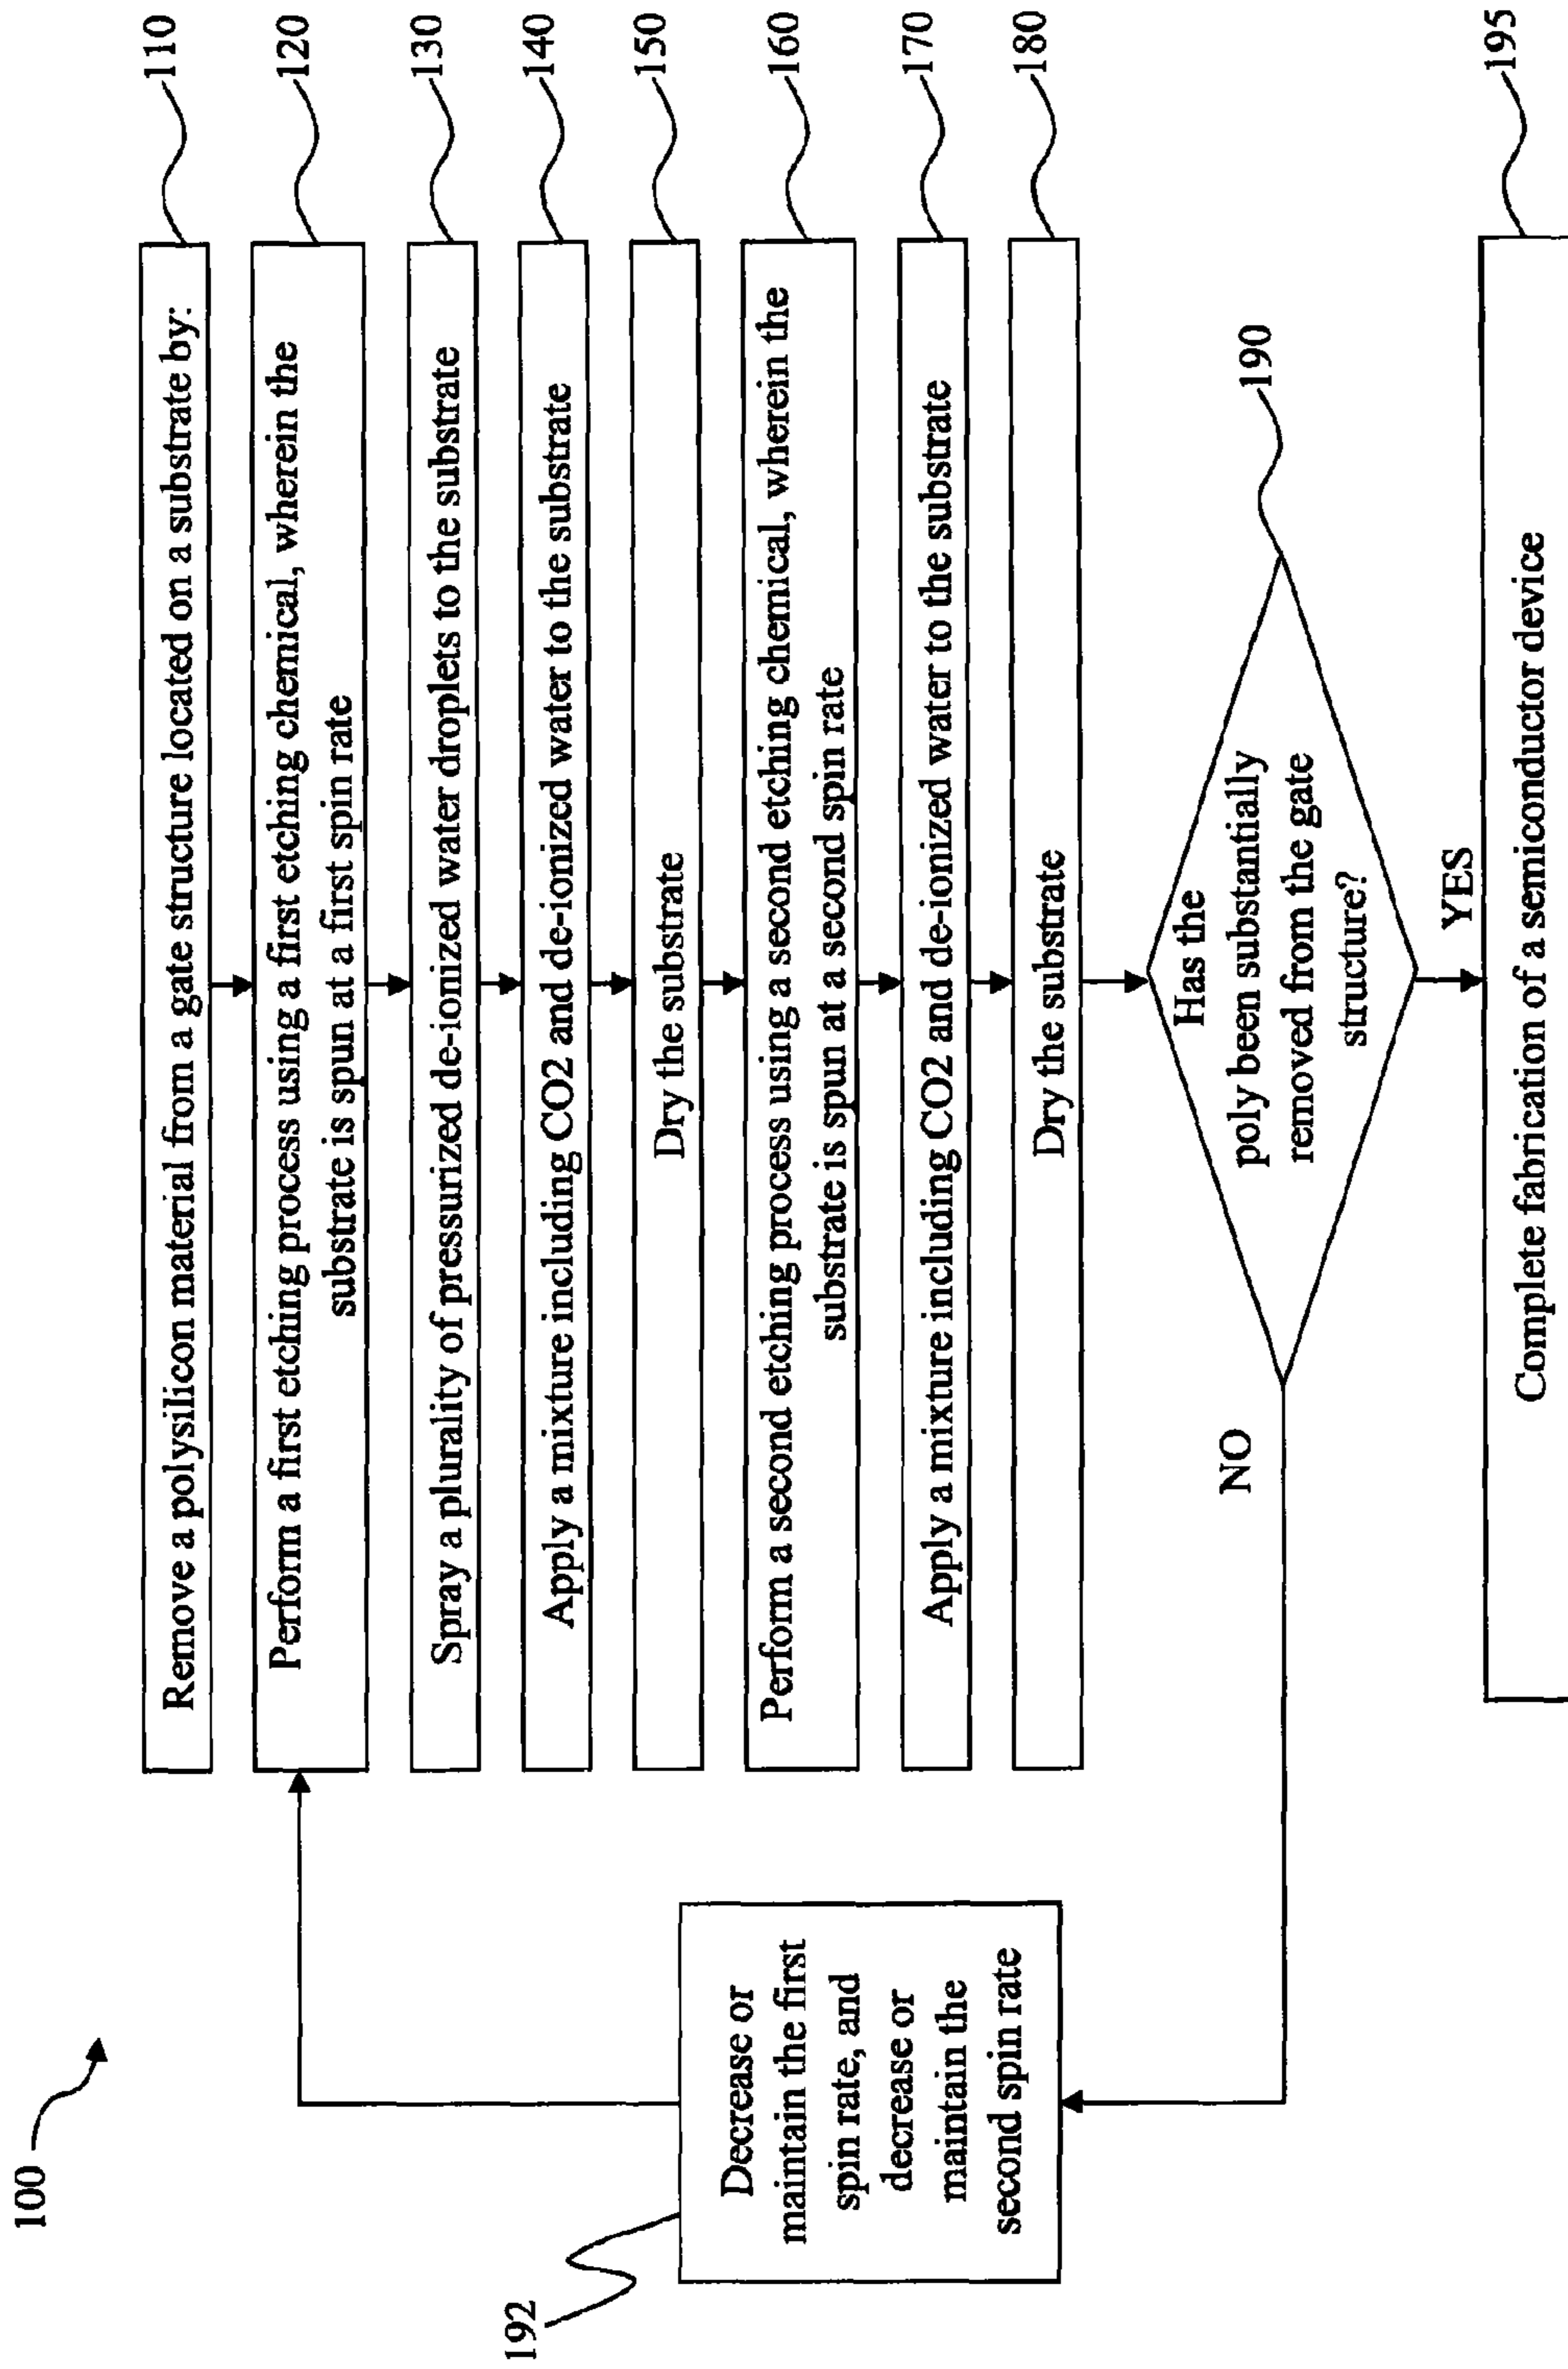 100
Remove a polysilicon material from a gate structure located on a substrate by:
110
Perform a first etching process using a first etching chemical, wherein the
substrate is spun at a first spin rate
120
Spray a plurality of pressurized de-ionized water droplets to the substrate
130
Apply a mixture including CO2 and de-ionized water to the substrate
140
Dry the substrate
150
Perform a second etching process using a second etching chemical, wherein the
substrate is spun at a second spin rate
160
Apply a mixture including CO2 and de-ionized water to the substrate
170
Dry the substrate
180
Has the
poly been substantially
removed from the gate
structure?
190
NO
YES
192
Decrease or
maintain the first
spin rate, and
decrease or
maintain the
second spin rate
Complete fabrication of a semiconductor device
195